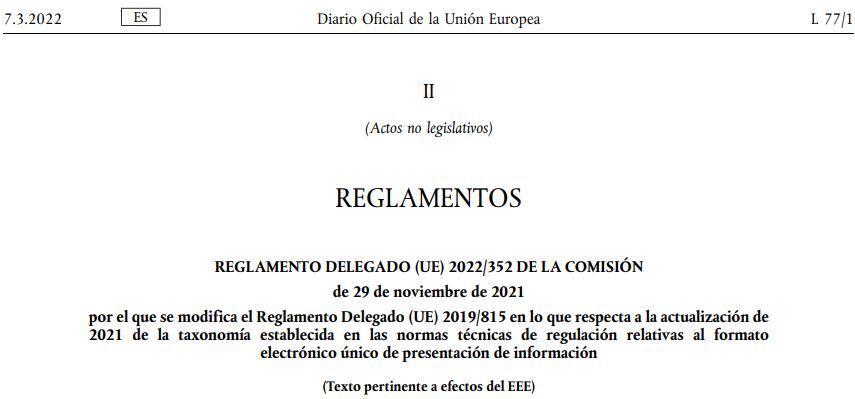 7.3.2022 ES Diario Oficial de la Unión Europea L 77/1
II
(Actos no legislativos)
REGLAMENTOS
REGLAMENTO DELEGADO (UE) 2022/352 DE LA COMISIÓN
de 29 de noviembre de 2021
por el que se modifica el Reglamento Delegado (UE) 2019/815 en lo que respecta a la actualización de
2021 de la taxonomía establecida en las normas técnicas de regulación relativas al formato
electrónico único de presentación de información
(Texto pertinente a efectos del EEE)